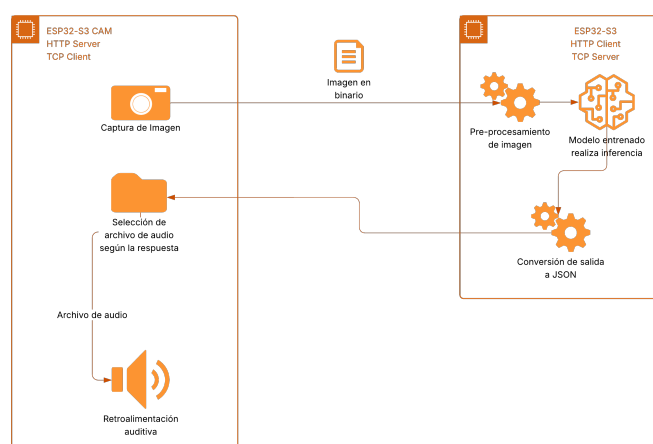 ESP32-S3 CAM
HTTP Server
TCP Client
ESP32-S3
HTTP Client
TCP Server
Imagen en
binario
Captura de Imagen
Pre-procesamiento
de imagen
Modelo entrenado
realiza inferencia
Selección de
archivo de audio
según la respuesta
Conversión de salida
a JSON
Archivo de audio
Retroalimentación
auditiva